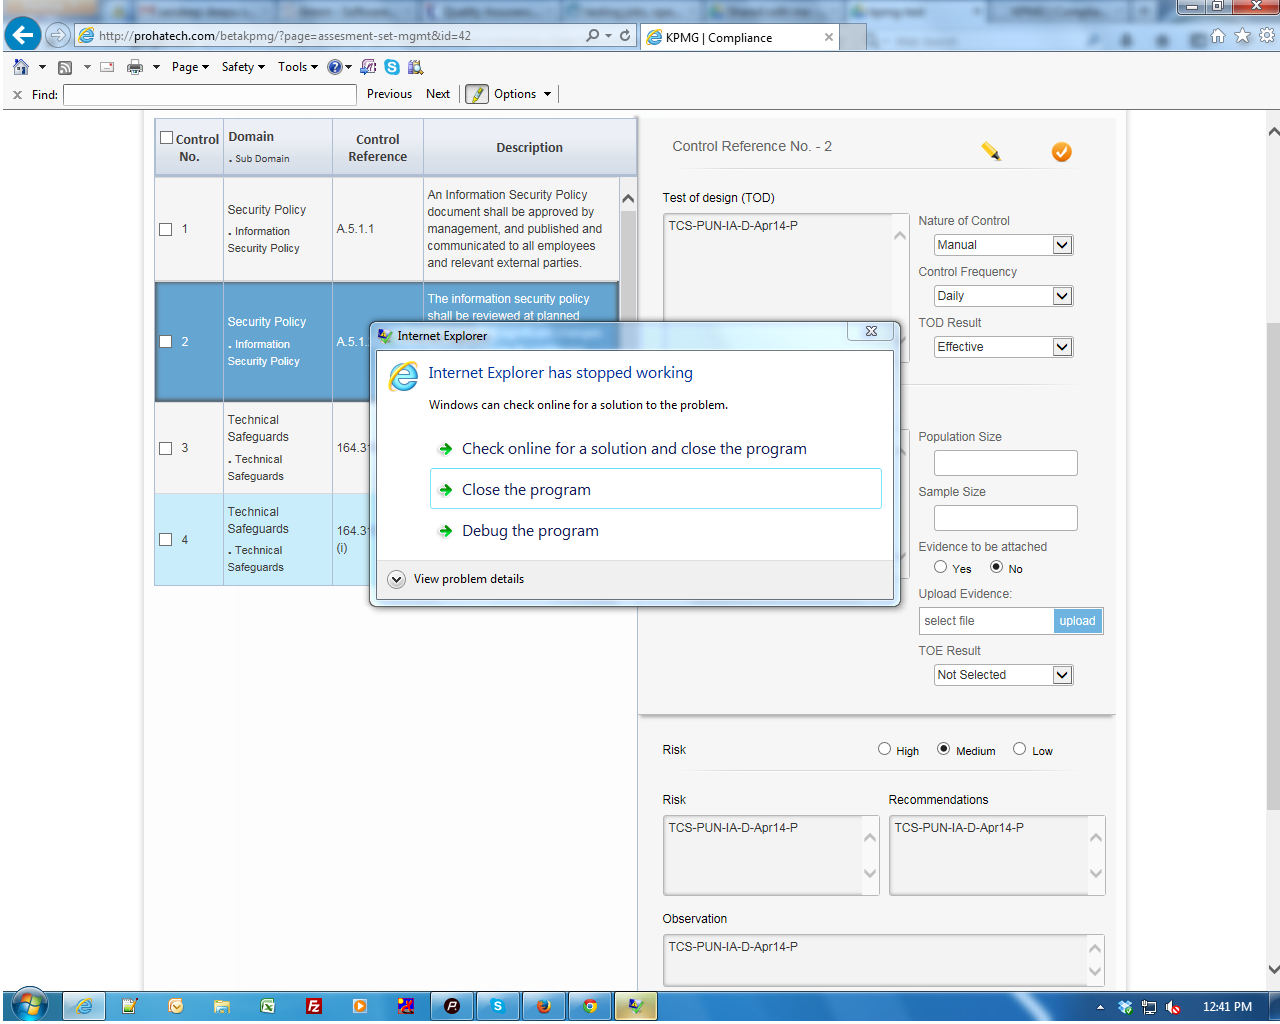 http://prohatech.com/betakpmg/?page=assesment-set-mgmt&id=42
KPMG | Compliance
Page
Safety
Tools
x Find:
Previous
Next
Options
Control No.
Domain
. Sub Domain
Control Reference
Description
1
Security Policy
. Information
Security Policy
A.5.1.1
An Information Security Policy
document shall be approved by
management, and published and
communicated to all employees
and relevant external parties.
2
Security Policy
. Information
Security Policy
A.5.1.
The information security policy
shall be reviewed at planned
3
Technical
Safeguards
. Technical
Safeguards
164.31
4
Technical
Safeguards
. Technical
Safeguards
164.31
(i)
Control Reference No. - 2
Test of design (TOD)
TCS-PUN-IA-D-Apr14-P
Nature of Control
Manual
Control Frequency
Daily
TOD Result
Effective
Internet Explorer
Internet Explorer has stopped working
Windows can check online for a solution to the problem.
Check online for a solution and close the program
Close the program
Debug the program
View problem details
Population Size
Sample Size
Evidence to be attached
Yes
No
Upload Evidence:
select file
upload
TOE Result
Not Selected
Risk
High
Medium
Low
Risk
TCS-PUN-IA-D-Apr14-P
Recommendations
TCS-PUN-IA-D-Apr14-P
Observation
TCS-PUN-IA-D-Apr14-P
12:41 PM